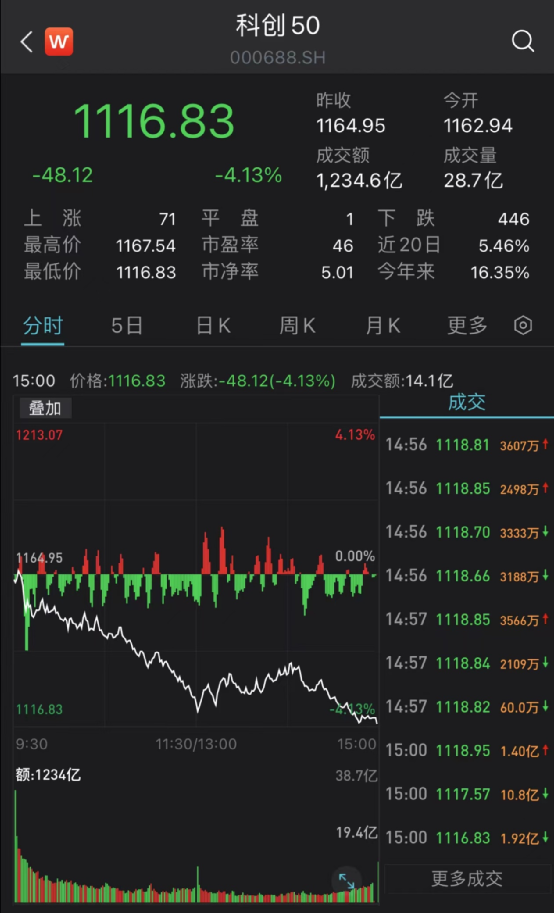 科创50
W
000688.SH
1116.83
-48.12 -4.13%
昨收 今开
1164.95 1162.94
成交额 成交量
1,234.6亿 28.7亿
上涨 71 平盘 1 下跌 446
最高价 1167.54 市盈率 46 近20日 5.46%
最低价 1116.83 市净率 5.01 今年来 16.35%
分时 5日 日K 周K 月K 更多
15:00 价格:1116.83 涨跌:-48.12(-4.13%) 成交额:14.1亿
叠加
1213.07 4.13%
1164.95 0.00%
1116.83 -4.13%
9:30 11:30/13:00 15:00
额:1234亿 38.7亿
19.4亿
成交
14:56 1118.81 3607万↑
14:56 1118.85 2498万↑
14:56 1118.70 3333万↓
14:56 1118.66 3188万↓
14:57 1118.85 3566万↑
14:57 1118.84 2109万↓
14:57 1118.82 60.0万↓
15:00 1118.95 1.40亿↑
15:00 1117.57 10.8亿↓
15:00 1116.83 1.92亿↓
更多成交